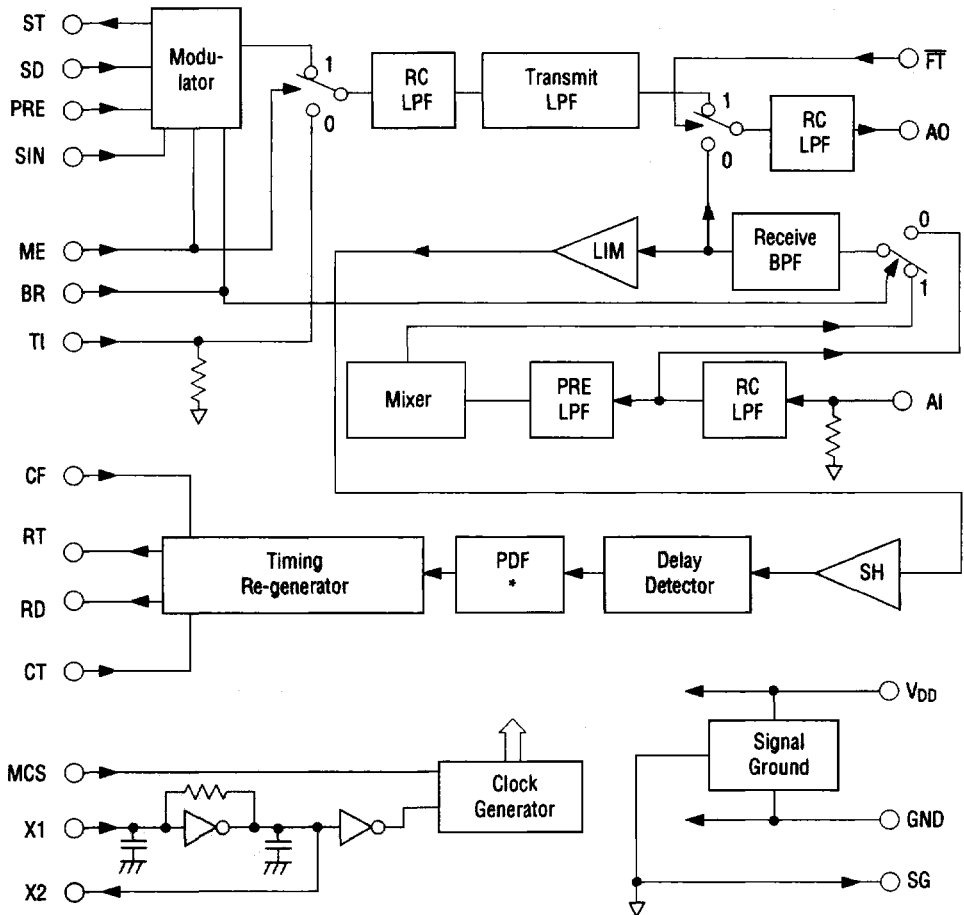 ST
SD
PRE
SIN
ME
BR
TI
Modu-
lator
1
0
RC
LPF
Transmit
LPF
1
0
RC
LPF
F̅T̅
AO
LIM
Receive
BPF
0
1
Mixer
PRE
LPF
RC
LPF
AI
CF
RT
RD
CT
Timing
Re-generator
PDF
*
Delay
Detector
SH
MCS
X1
X2
Clock
Generator
Signal
Ground
VDD
GND
SG